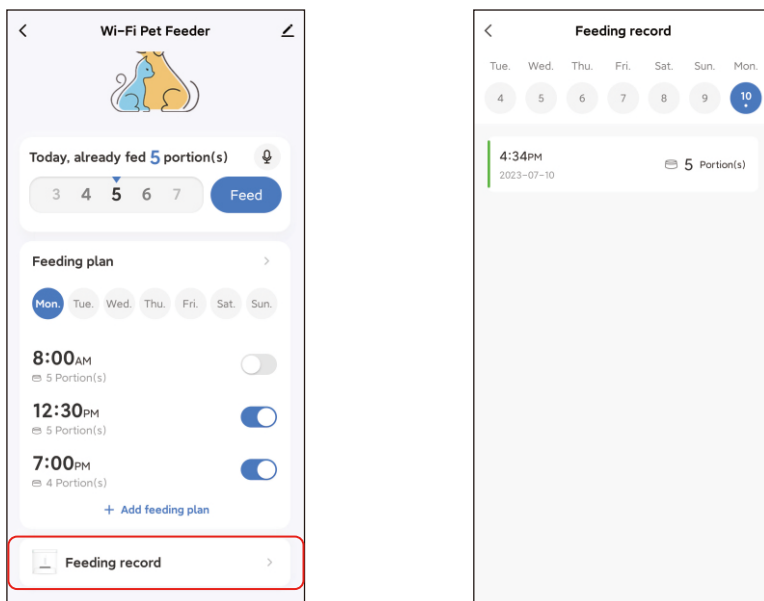 Wi-Fi Pet Feeder
Today, already fed 5 portion(s)
3 4 5 6 7 Feed
Feeding plan
Mon. Tue. Wed. Thu. Fri. Sat. Sun.
8:00AM
5 Portion(s)
12:30PM
5 Portion(s)
7:00PM
4 Portion(s)
+ Add feeding plan
Feeding record
Feeding record
Tue. Wed. Thu. Fri. Sat. Sun. Mon.
4 5 6 7 8 9 10
4:34PM
2023-07-10
5 Portion(s)